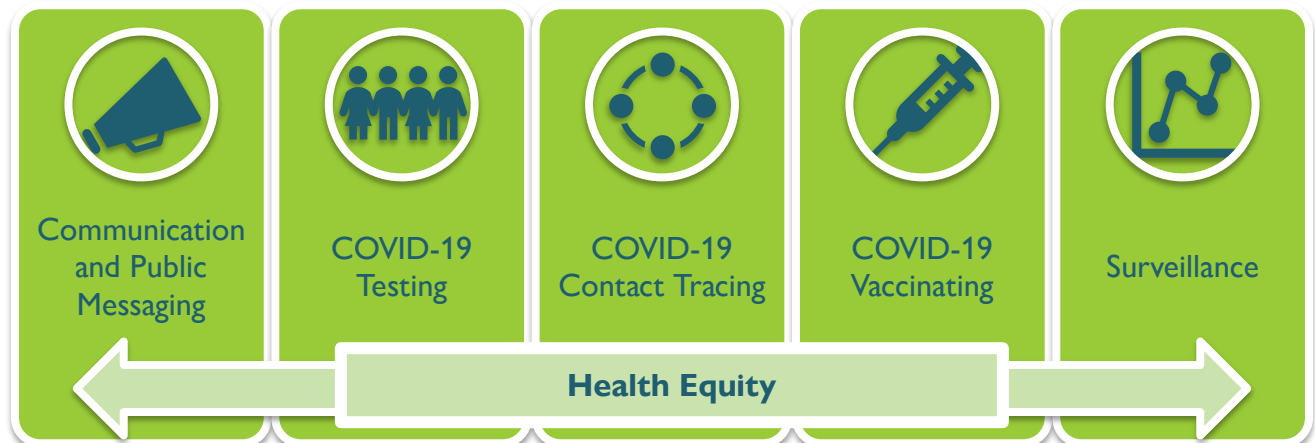 Communication
and Public
Messaging
COVID-19
Testing
COVID-19
Contact Tracing
COVID-19
Vaccinating
Surveillance
Health Equity